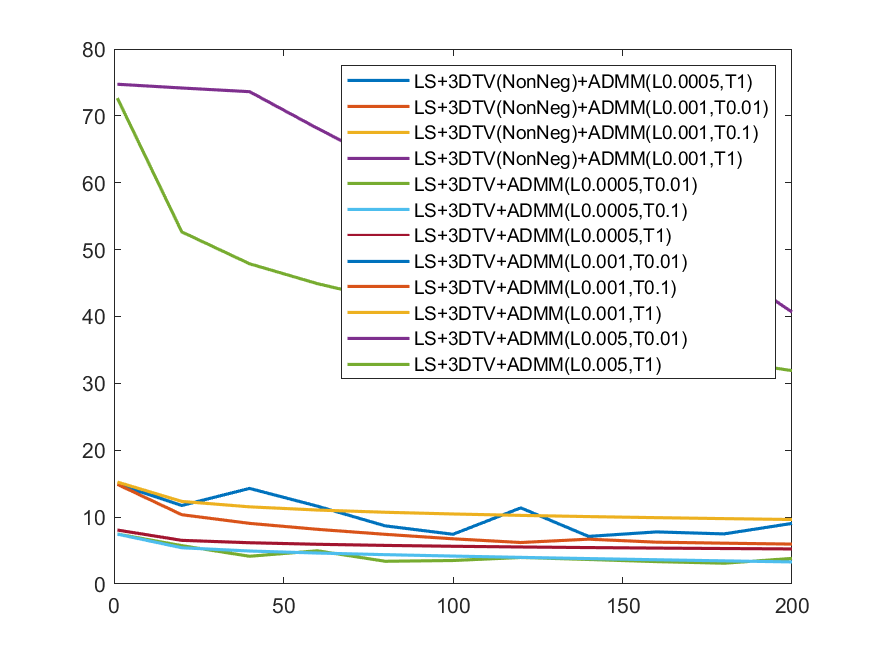 80
70
60
50
40
30
20
10
0
LS+3DTV(NonNeg)+ADMM(L0.0005,T1)
LS+3DTV(NonNeg)+ADMM(L0.001,T0.01)
LS+3DTV(NonNeg)+ADMM(L0.001,T0.1)
LS+3DTV(NonNeg)+ADMM(L0.001,T1)
LS+3DTV+ADMM(L0.0005,T0.01)
LS+3DTV+ADMM(L0.0005,T0.1)
LS+3DTV+ADMM(L0.0005,T1)
LS+3DTV+ADMM(L0.001,T0.01)
LS+3DTV+ADMM(L0.001,T0.1)
LS+3DTV+ADMM(L0.001,T1)
LS+3DTV+ADMM(L0.005,T0.01)
LS+3DTV+ADMM(L0.005,T1)
0 50 100 150 200